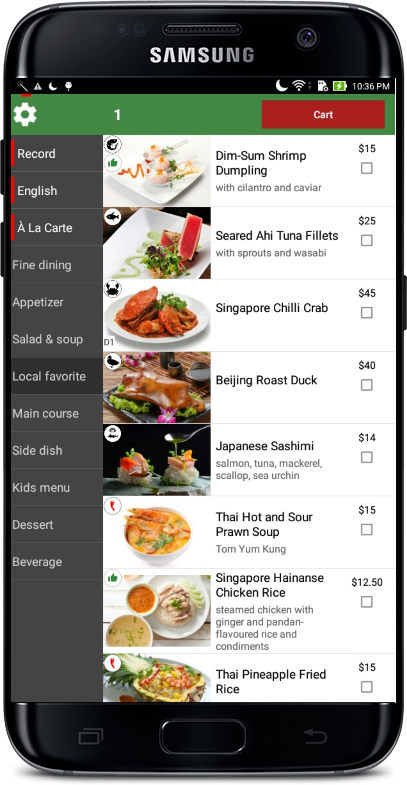 SAMSUNG
10:36 PM
1
Cart
Record
English
À La Carte
Fine dining
Appetizer
Salad & soup
Local favorite
Main course
Side dish
Kids menu
Dessert
Beverage
Dim-Sum Shrimp
Dumpling
with cilantro and caviar
$15
Seared Ahi Tuna Fillets
with sprouts and wasabi
$25
Singapore Chilli Crab
$45
D1
Beijing Roast Duck
$40
Japanese Sashimi
salmon, tuna, mackerel,
scallop, sea urchin
$14
Thai Hot and Sour
Prawn Soup
Tom Yum Kung
$15
Singapore Hainanse
Chicken Rice
steamed chicken with
ginger and pandan-
flavoured rice and
condiments
$12.50
Thai Pineapple Fried
Rice
$15